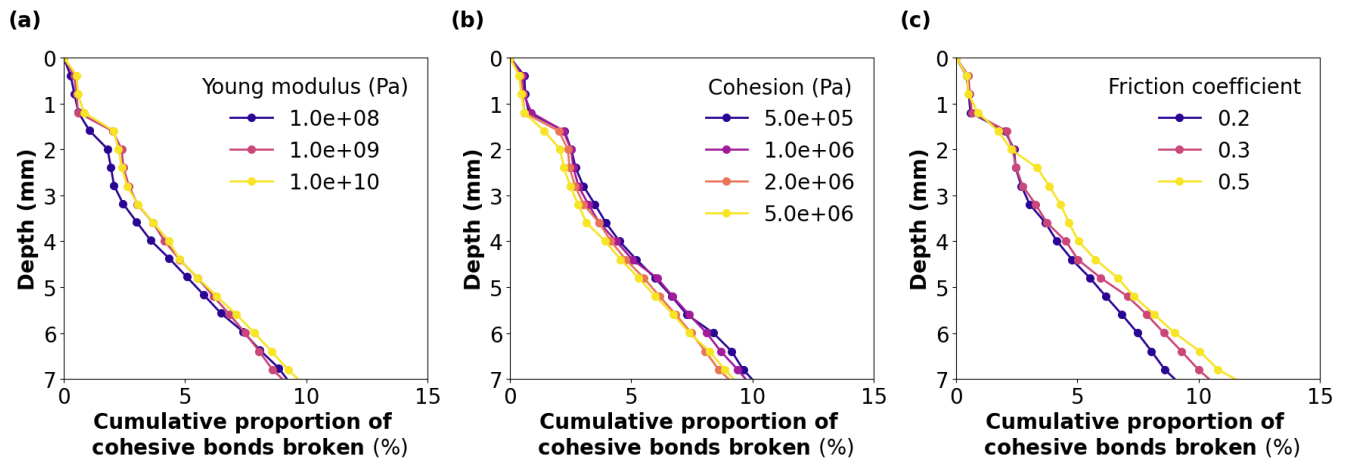 (a)
0
1
2
3
4
5
6
7
Depth (mm)
Young modulus (Pa)
1.0e+08
1.0e+09
1.0e+10
0 5 10 15
Cumulative proportion of
cohesive bonds broken (%)
(b)
0
1
2
3
4
5
6
7
Depth (mm)
Cohesion (Pa)
5.0e+05
1.0e+06
2.0e+06
5.0e+06
0 5 10 15
Cumulative proportion of
cohesive bonds broken (%)
(c)
0
1
2
3
4
5
6
7
Depth (mm)
Friction coefficient
0.2
0.3
0.5
0 5 10 15
Cumulative proportion of
cohesive bonds broken (%)